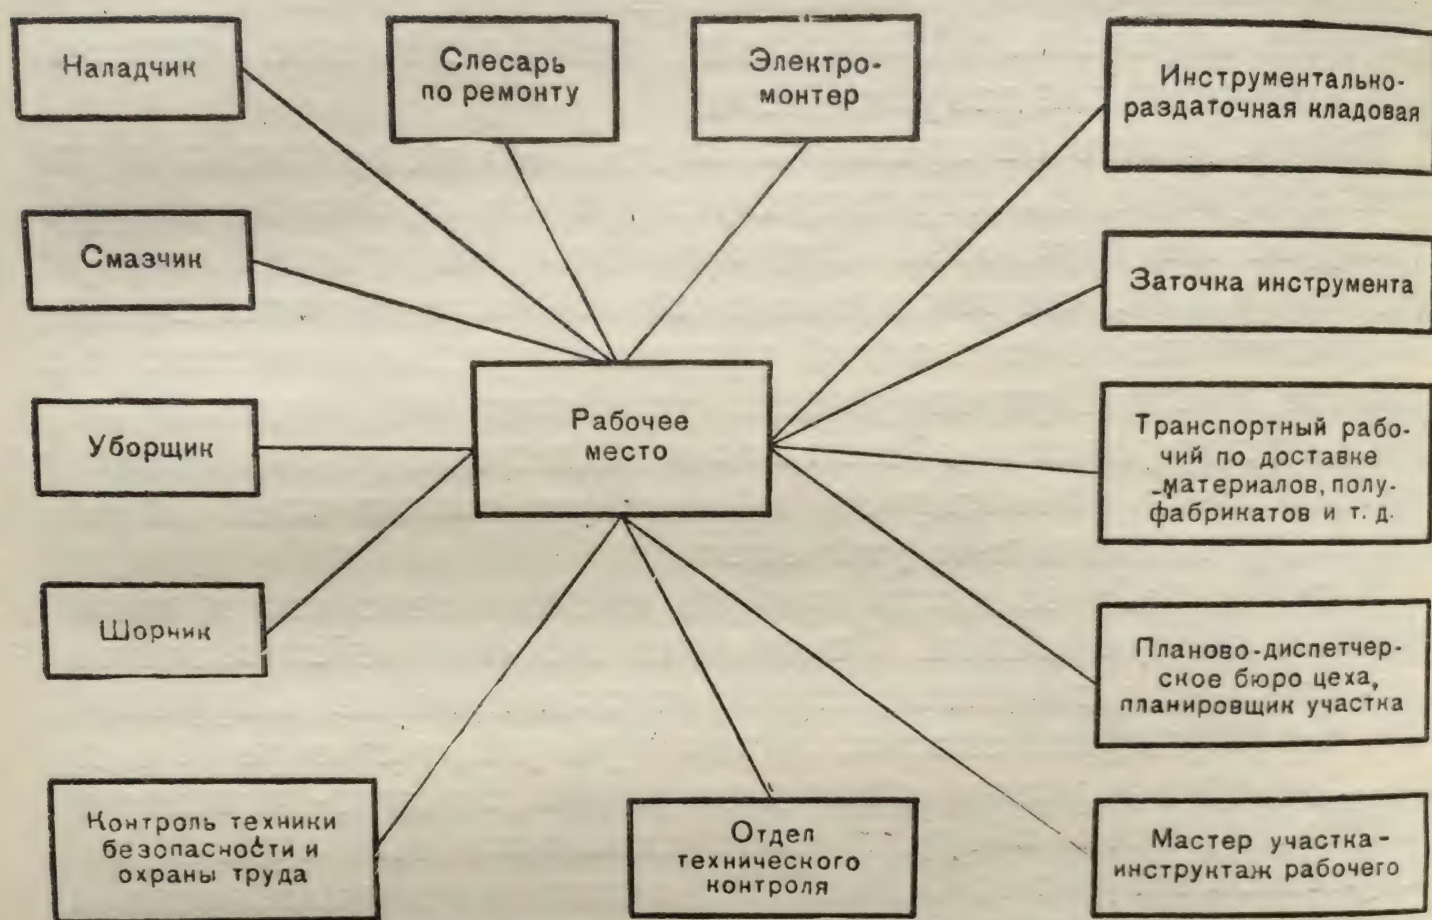 Наладчик
Слесарь
по ремонту
Электро-
монтер
Инструментально-
раздаточная кладовая
Смазчик
Заточка инструмента
Уборщик
Рабочее
место
Транспортный рабо-
чий по доставке
материалов, полу-
фабрикатов и т. д.
Шорник
Планово-диспетчер-
ское бюро цеха,
планировщик участка
Контроль техники
безопасности и
охраны труда
Отдел
технического
контроля
Мастер участка-
инструктаж рабочего